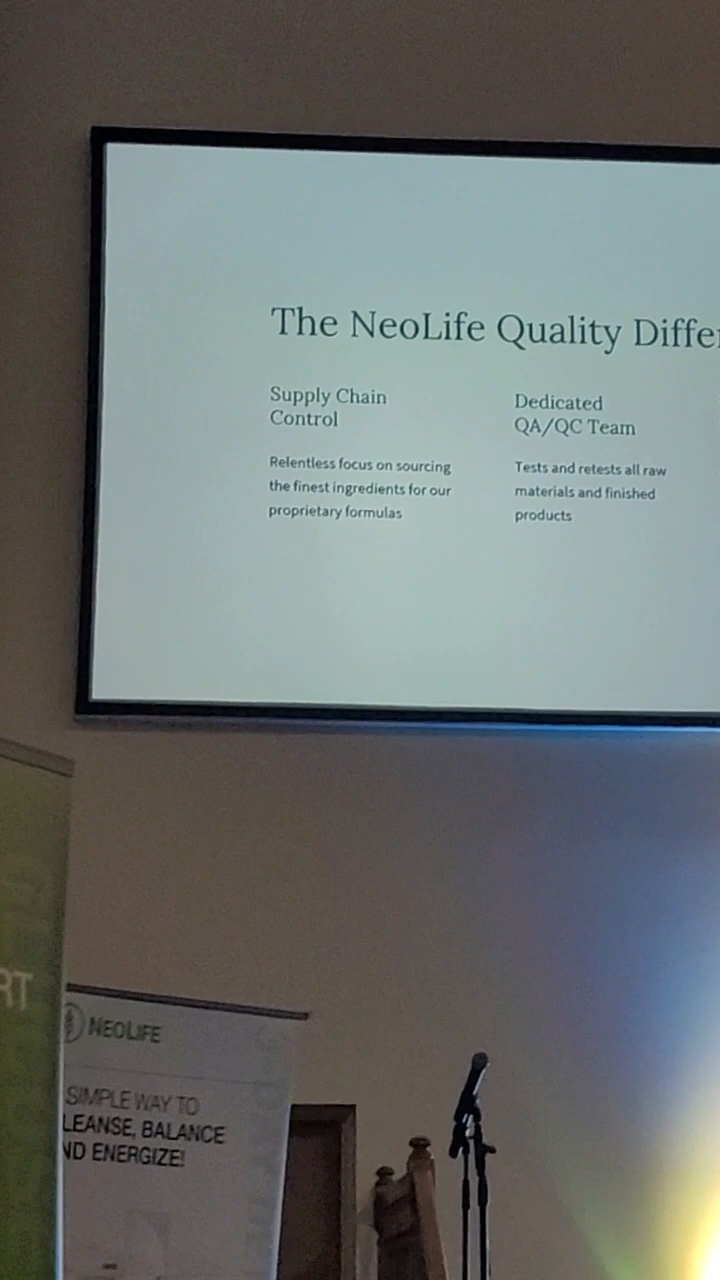 The NeoLife Quality Differ
Supply Chain
Control
Relentless focus on sourcing
the finest ingredients for our
proprietary formulas
Dedicated
QA/QC Team
Tests and retests all raw
materials and finished
products
RT
NEOLIFE
SIMPLE WAY TO
LEANSE, BALANCE
ND ENERGIZE!